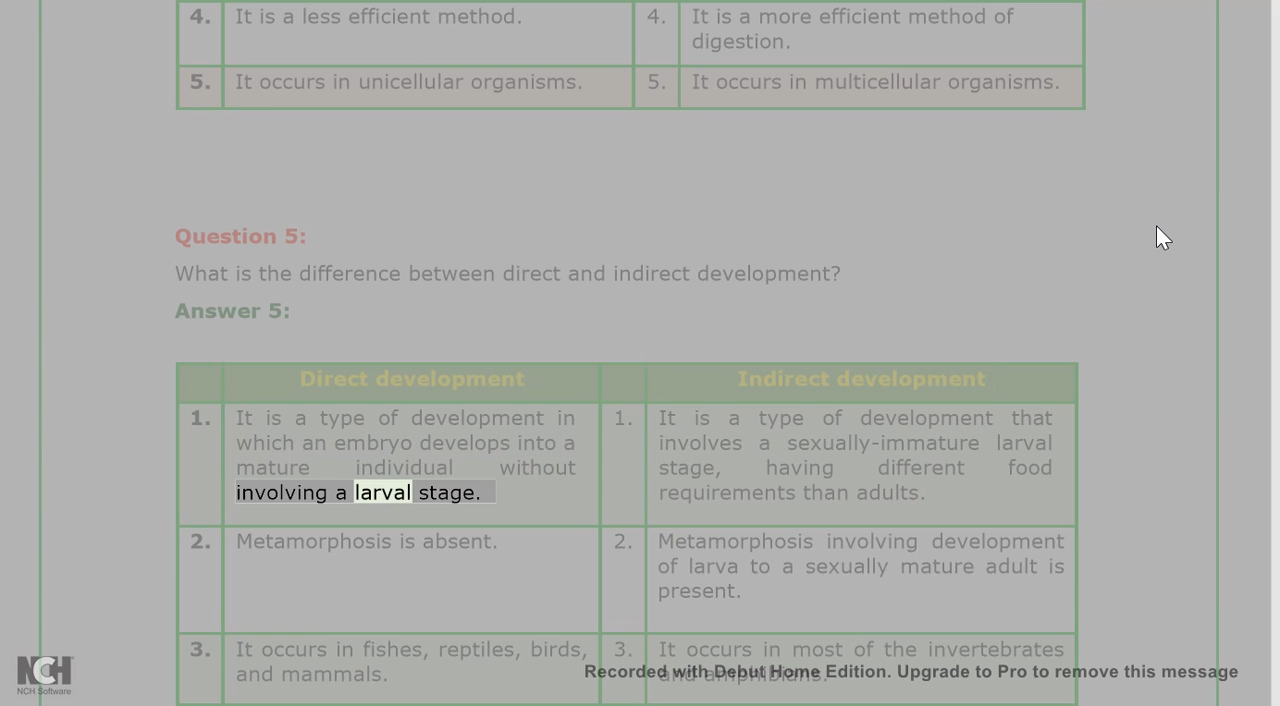 4. It is a less efficient method. 4. It is a more efficient method of
digestion.
5. It occurs in unicellular organisms. 5. It occurs in multicellular organisms.
Question 5:
What is the difference between direct and indirect development?
Answer 5:
Direct development Indirect development
1. It is a type of development in 1. It is a type of development that
which an embryo develops into a involves a sexually-immature larval
mature individual without stage, having different food
involving a larval stage. requirements than adults.
2. Metamorphosis is absent. 2. Metamorphosis involving development
of larva to a sexually mature adult is
present.
3. It occurs in fishes, reptiles, birds, 3. It occurs in most of the invertebrates
and mammals. and amphibians.
Recorded with Debut Home Edition. Upgrade to Pro to remove this message
NCH
NCH Software